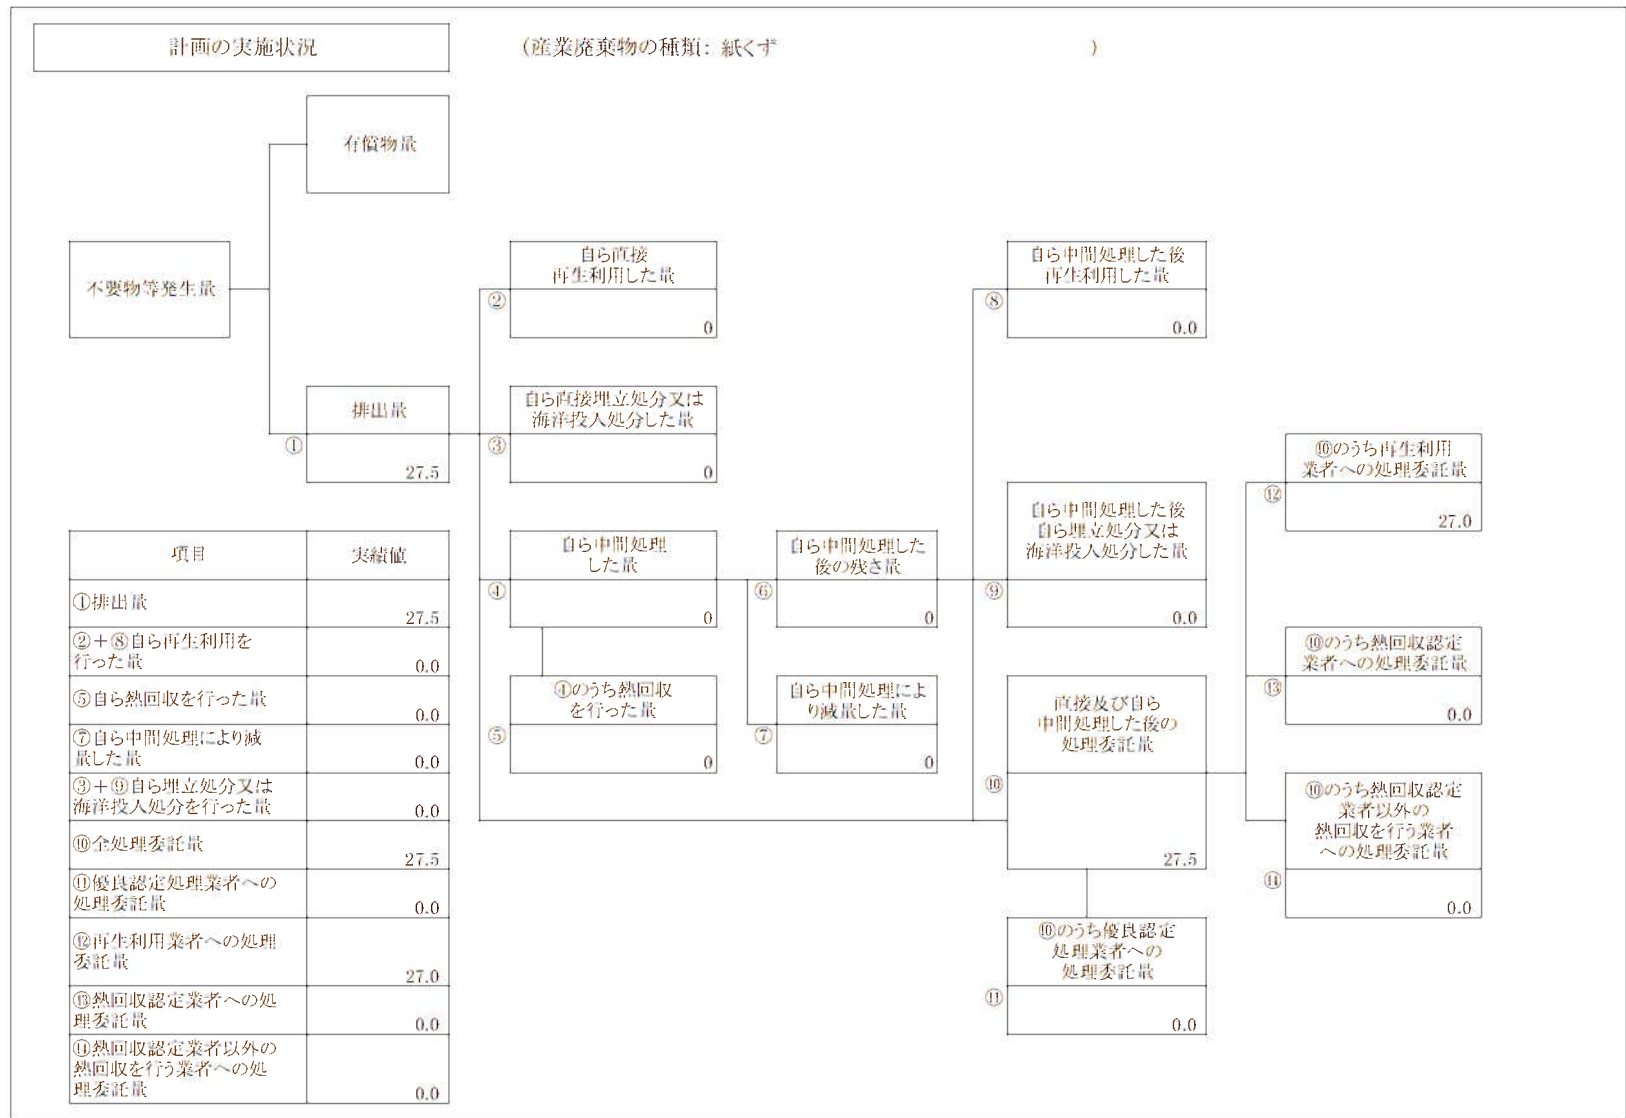 計画の実施状況
（産業廃棄物の種類：紙くず　）
有償物量
不要物等発生量
排出量
①
27.5
自ら直接
再生利用した量
②
0
自ら直接埋立処分又は
海洋投入処分した量
③
0
自ら中間処理
した量
④
0
④のうち熱回収
を行った量
⑤
0
自ら中間処理した
後の残さ量
⑥
0
自ら中間処理によ
り減量した量
⑦
0
自ら中間処理した後
再生利用した量
⑧
0.0
自ら中間処理した後
自ら埋立処分又は
海洋投入処分した量
⑨
0.0
直接及び自ら
中間処理した後の
処理委託量
⑩
27.5
⑩のうち優良認定
処理業者への
処理委託量
⑪
0.0
⑩のうち再生利用
業者への処理委託量
⑫
27.0
⑩のうち熱回収認定
業者への処理委託量
⑬
0.0
⑩のうち熱回収認定
業者以外の
熱回収を行う業者
への処理委託量
⑭
0.0
項目　実績値
①排出量
27.5
②＋⑧自ら再生利用を
行った量
0.0
⑤自ら熱回収を行った量
0.0
⑦自ら中間処理により減
量した量
0.0
③＋⑨自ら埋立処分又は
海洋投入処分を行った量
0.0
⑩全処理委託量
27.5
⑪優良認定処理業者への
処理委託量
0.0
⑫再生利用業者への処理
委託量
27.0
⑬熱回収認定業者への処
理委託量
0.0
⑭熱回収認定業者以外の
熱回収を行う業者への処
理委託量
0.0